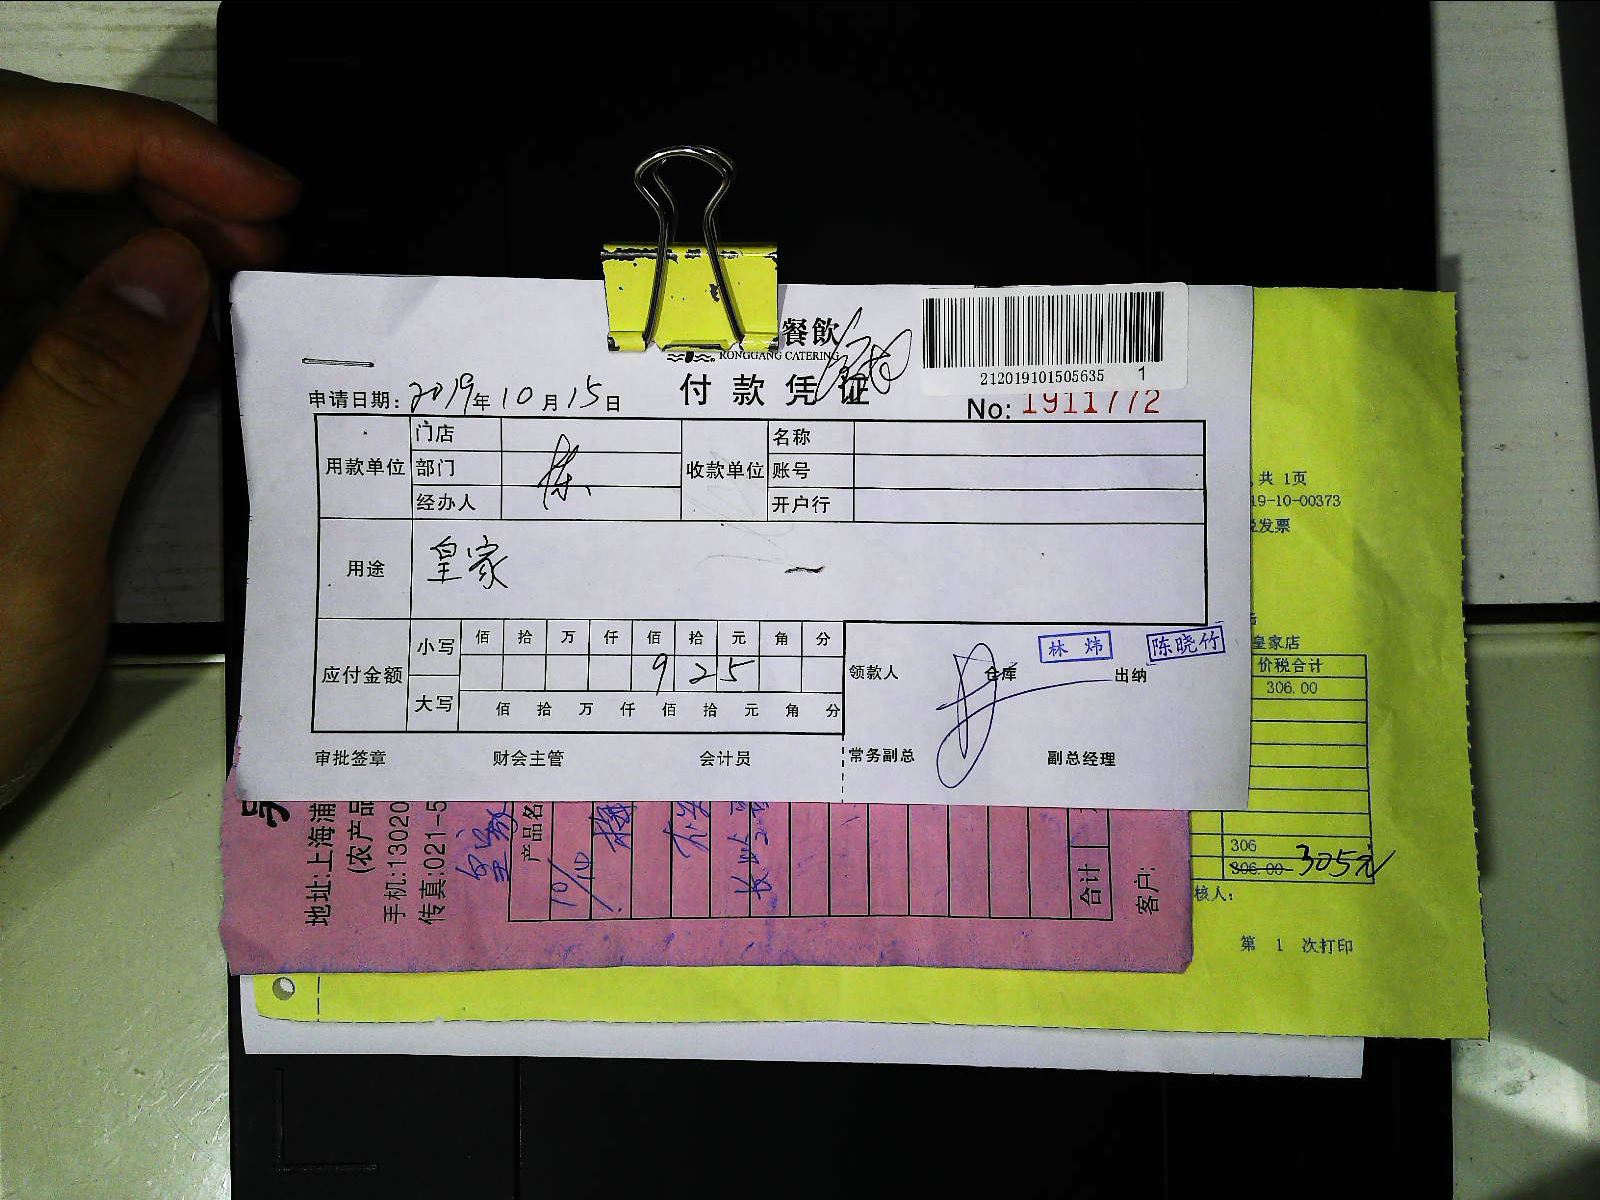 餐飲
RONGGANG CATERING
212019101505635 1
付款凭证
申请日期: 2019年10月15日
No: 1911772
用款单位 门店 收款单位 名称
部门 陈 账号
经办人 开户行
用途 皇家
应付金额 小写 佰 拾 万 仟 佰 拾 元 角 分
9 2 5
大写 佰 拾 万 仟 佰 拾 元 角 分
领款人 仓库 林炜 出纳 陈晓竹
审批签章 财会主管 会计员 常务副总 副总经理
共 1页
19-10-00373
发票
皇家店
价税合计
306.00
306
306.00 305元
核人:
第 1 次打印
地址:上海浦
(农产品
手机:13020
传真:021-5
皇家
产品名
10/10
合计
客户: